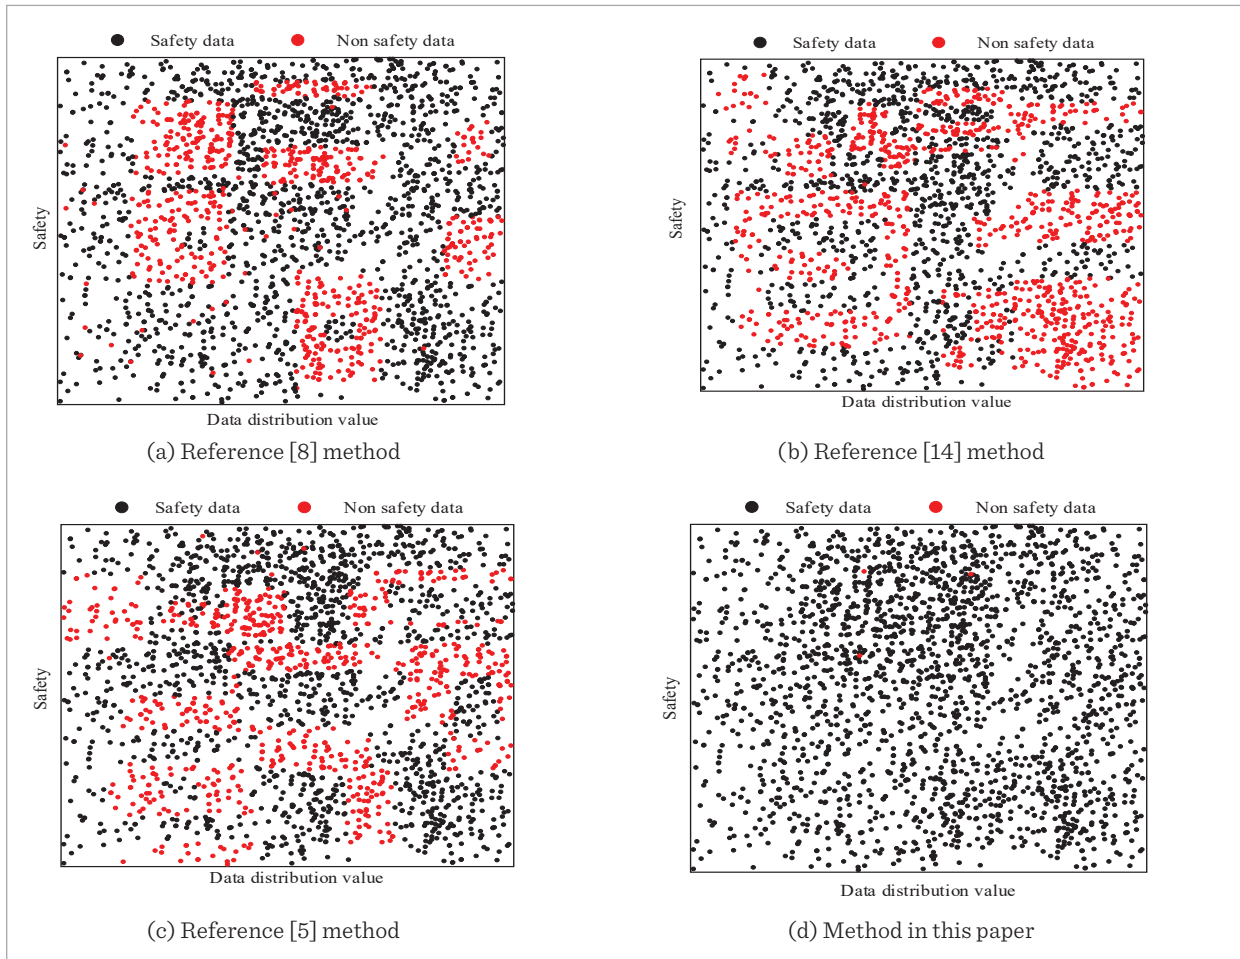 Safety data Non safety data
Safety
Data distribution value
(a) Reference [8] method
Safety data Non safety data
Safety
Data distribution value
(b) Reference [14] method
Safety data Non safety data
Safety
Data distribution value
(c) Reference [5] method
Safety data Non safety data
Safety
Data distribution value
(d) Method in this paper